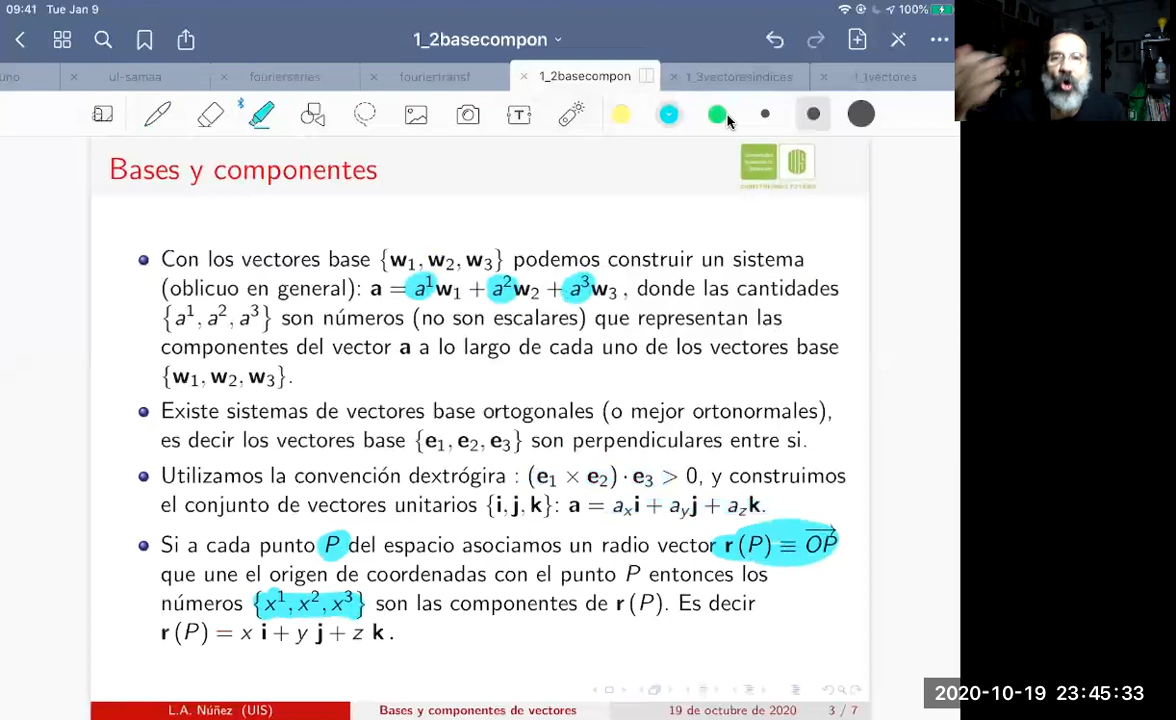 09:41 Tue Jan 9
100%
1_2basecompon
uno
ul-samaa
fourierseries
fouriertransf
1_2basecompon
1_3vectoresindices
1_1vectores
Bases y componentes
UIS
Con los vectores base {w₁, w₂, w₃} podemos construir un sistema
(oblicuo en general): a = a¹w₁ + a²w₂ + a³w₃ , donde las cantidades
{a¹, a², a³} son números (no son escalares) que representan las
componentes del vector a a lo largo de cada uno de los vectores base
{w₁, w₂, w₃}.
Existe sistemas de vectores base ortogonales (o mejor ortonormales),
es decir los vectores base {e₁, e₂, e₃} son perpendiculares entre si.
Utilizamos la convención dextrógira : (e₁ × e₂) · e₃ > 0, y construimos
el conjunto de vectores unitarios {i, j, k}: a = aₓi + a_yj + a_zk.
Si a cada punto P del espacio asociamos un radio vector r (P) ≡ \overrightarrow{OP}
que une el origen de coordenadas con el punto P entonces los
números {x¹, x², x³} son las componentes de r (P). Es decir
r (P) = x i + y j + z k .
L.A. Núñez (UIS) Bases y componentes de vectores 19 de octubre de 2020 3 / 7
2020-10-19 23:45:33